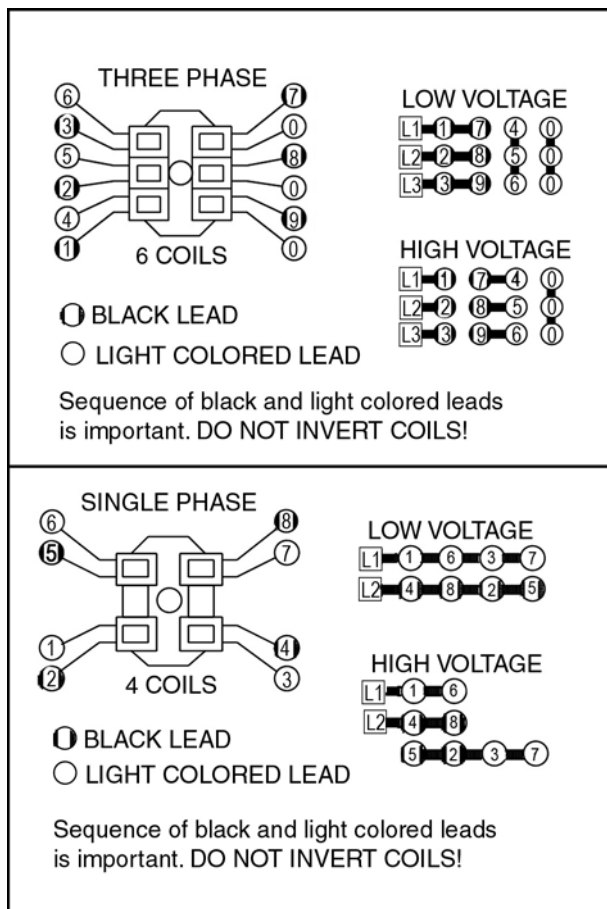 THREE PHASE
6
3
5
2
4
1
7
0
8
0
9
0
6 COILS
BLACK LEAD
LIGHT COLORED LEAD
LOW VOLTAGE
L1 1 7 4 0
L2 2 8 5 0
L3 3 9 6 0
HIGH VOLTAGE
L1 1 7 4 0
L2 2 8 5 0
L3 3 9 6 0
Sequence of black and light colored leads
is important. DO NOT INVERT COILS!
SINGLE PHASE
6
5
1
2
8
7
4
3
4 COILS
BLACK LEAD
LIGHT COLORED LEAD
LOW VOLTAGE
L1 1 6 3 7
L2 4 8 2 5
HIGH VOLTAGE
L1 1 6
L2 4 8
5 2 3 7
Sequence of black and light colored leads
is important. DO NOT INVERT COILS!